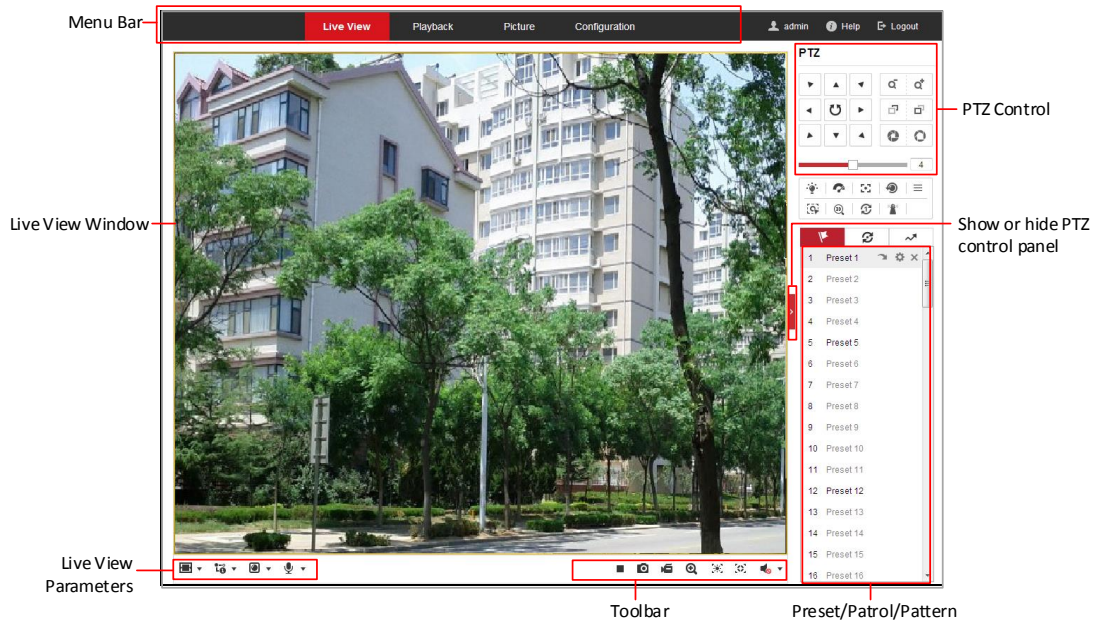 Menu Bar
Live View
Playback
Picture
Configuration
admin
Help
Logout
PTZ
PTZ Control
4
Live View Window
Show or hide PTZ
control panel
1 Preset 1
2 Preset 2
3 Preset 3
4 Preset 4
5 Preset 5
6 Preset 6
7 Preset 7
8 Preset 8
9 Preset 9
10 Preset 10
11 Preset 11
12 Preset 12
13 Preset 13
14 Preset 14
15 Preset 15
16 Preset 16
Live View
Parameters
Toolbar
Preset/Patrol/Pattern